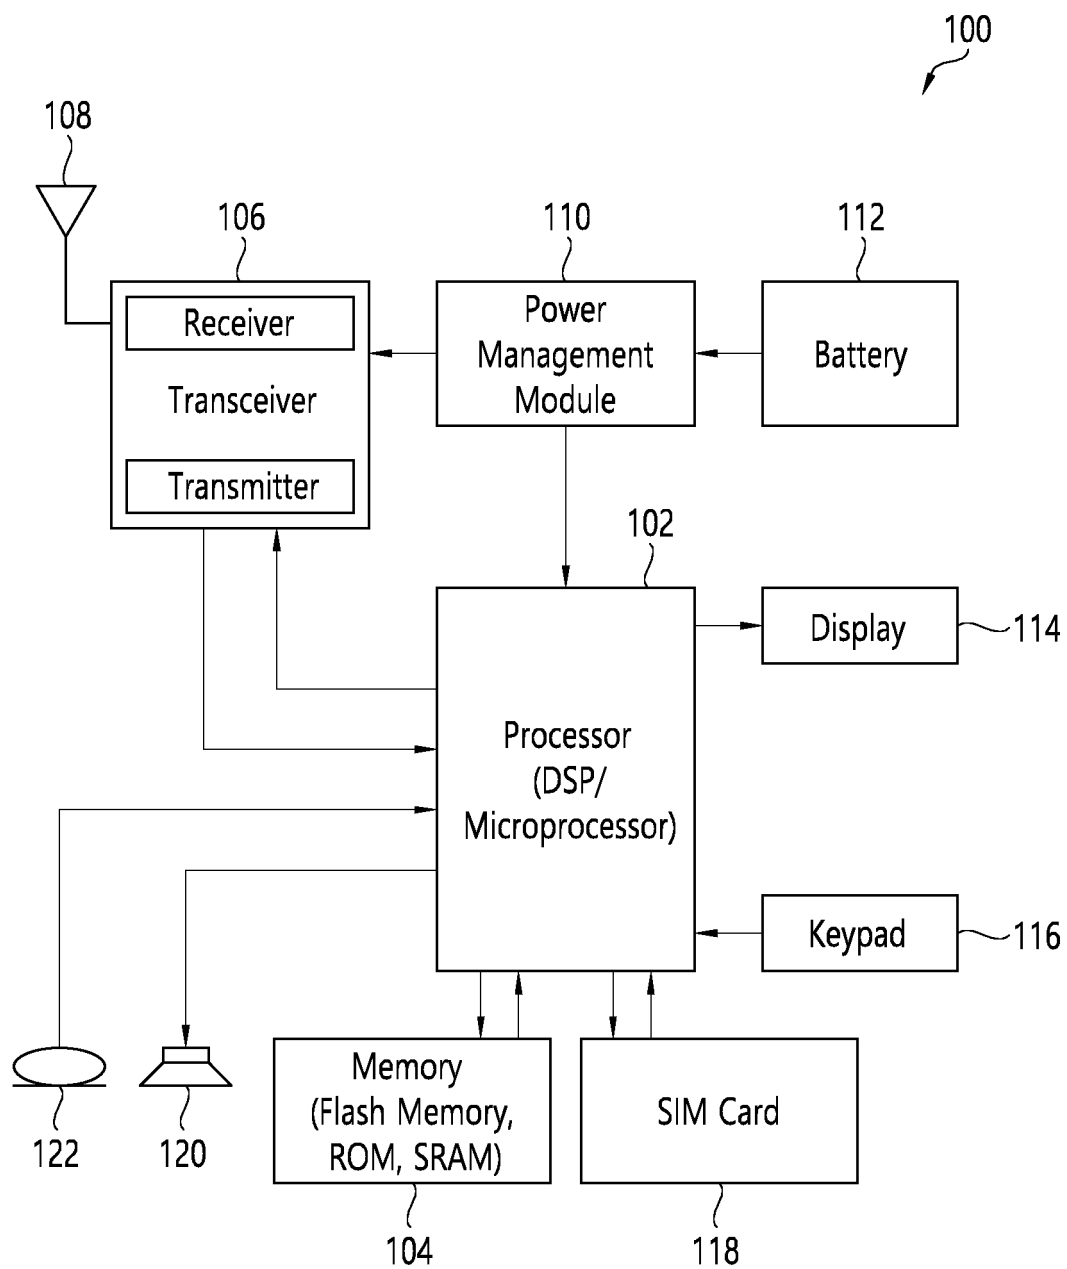 100
108
106
110
112
Receiver
Transceiver
Transmitter
Power
Management
Module
Battery
102
Display
114
Processor
(DSP/
Microprocessor)
Keypad
116
122
120
Memory
(Flash Memory,
ROM, SRAM)
SIM Card
104
118